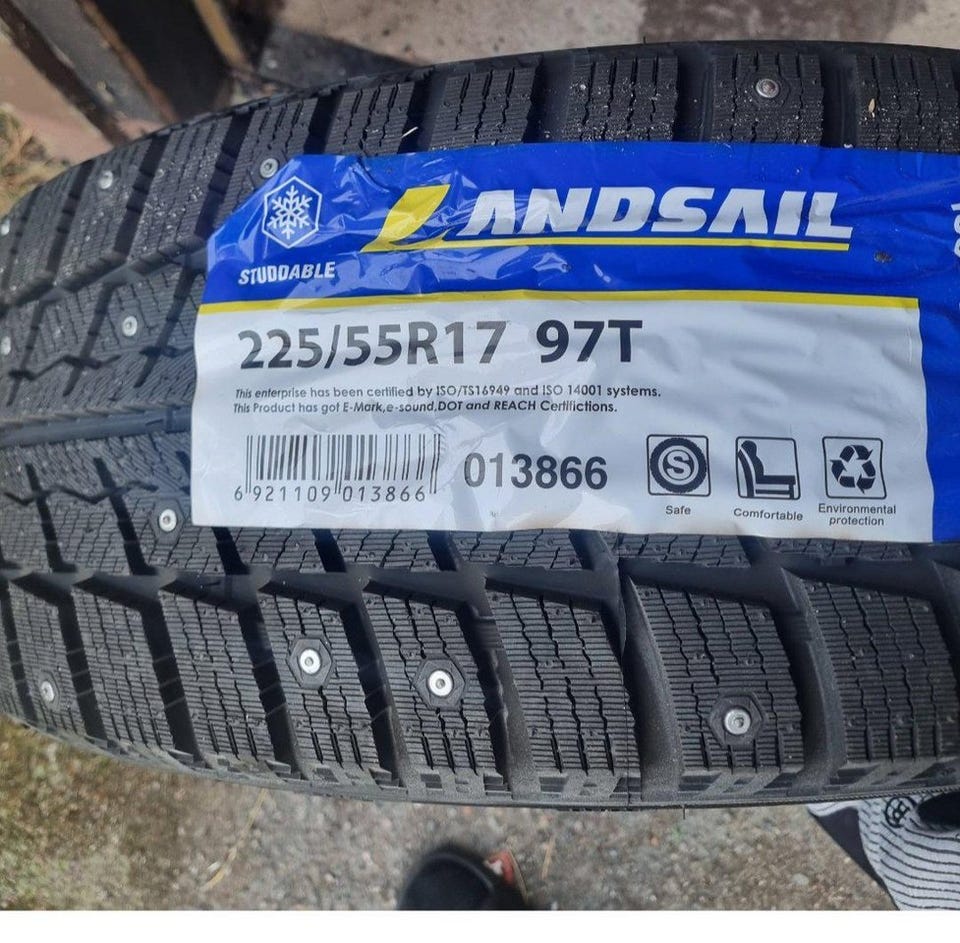 LANDSAIL
STUDDABLE
225/55R17 97T
This enterprise has been certified by ISO/TS16949 and ISO 14001 systems.
This Product has got E-Mark,e-sound,DOT and REACH Certifictions.
013866
6 921109 013866
Safe
Comfortable
Environmental
protection